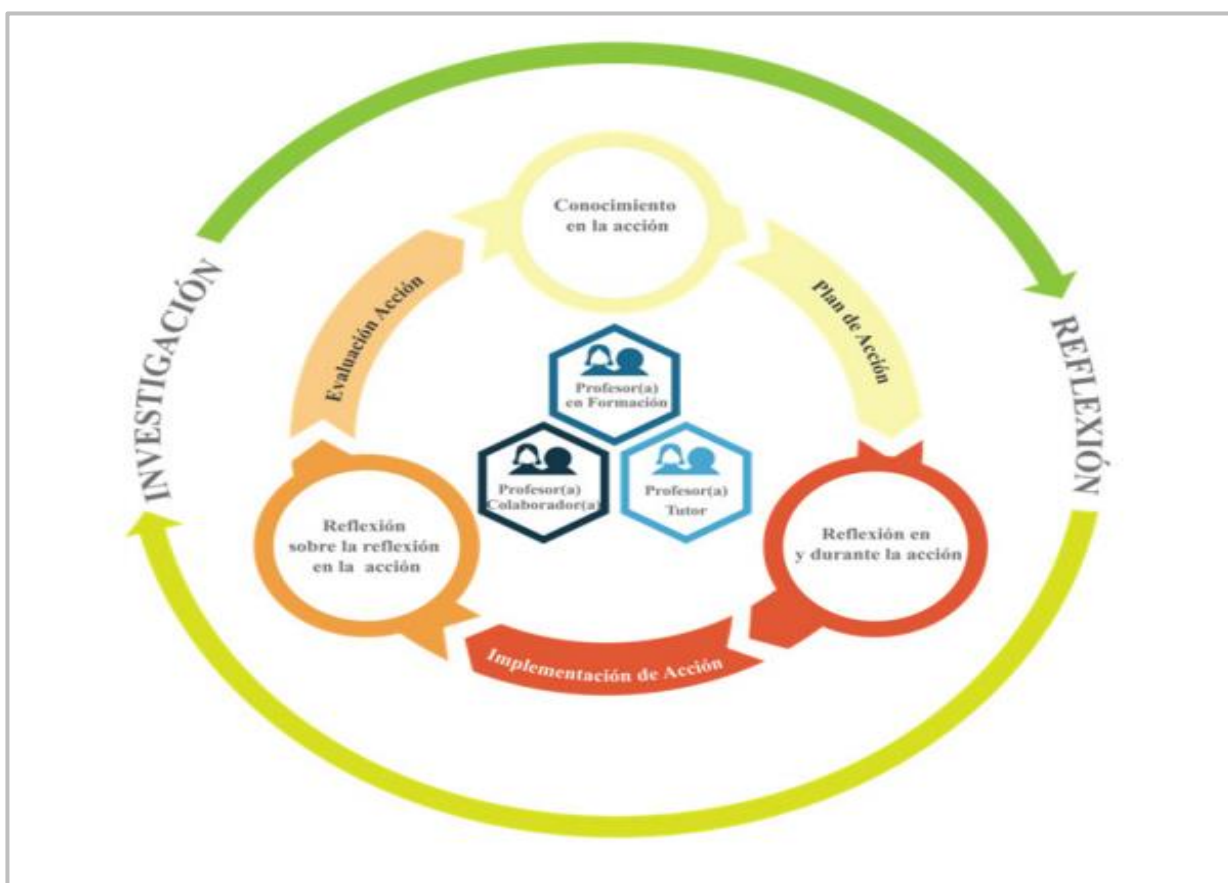 Conocimiento
en la acción
Plan de Acción
Evaluación Acción
INVESTIGACIÓN
REFLEXIÓN
Profesor(a)
en Formación
Profesor(a)
Colaborador(a)
Profesor(a)
Tutor
Reflexión
sobre la reflexión
en la acción
Reflexión en
y durante la acción
Implementación de Acción